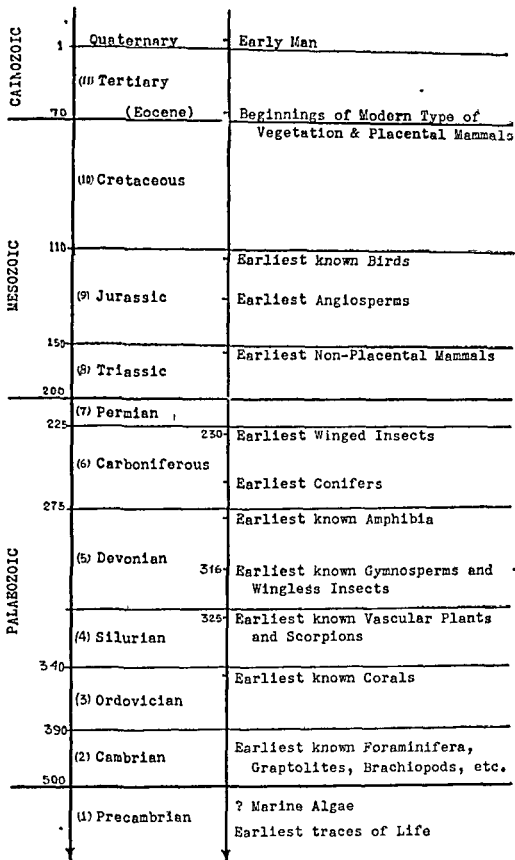 CAINOZOIC
Quaternary
Early Man
1
(11) Tertiary
(Eocene)
70
Beginnings of Modern Type of
Vegetation & Placental Mammals
MESOZOIC
(10) Cretaceous
110
Earliest known Birds
(9) Jurassic
Earliest Angiosperms
150
Earliest Non-Placental Mammals
(8) Triassic
200
PALAEOZOIC
(7) Permian
225
230
Earliest Winged Insects
(6) Carboniferous
Earliest Conifers
273
Earliest known Amphibia
(5) Devonian
316
Earliest known Gymnosperms and
Wingless Insects
325
Earliest known Vascular Plants
and Scorpions
(4) Silurian
340
Earliest known Corals
(3) Ordovician
390
(2) Cambrian
Earliest known Foraminifera,
Graptolites, Brachiopods, etc.
500
(1) Precambrian
? Marine Algae
Earliest traces of Life